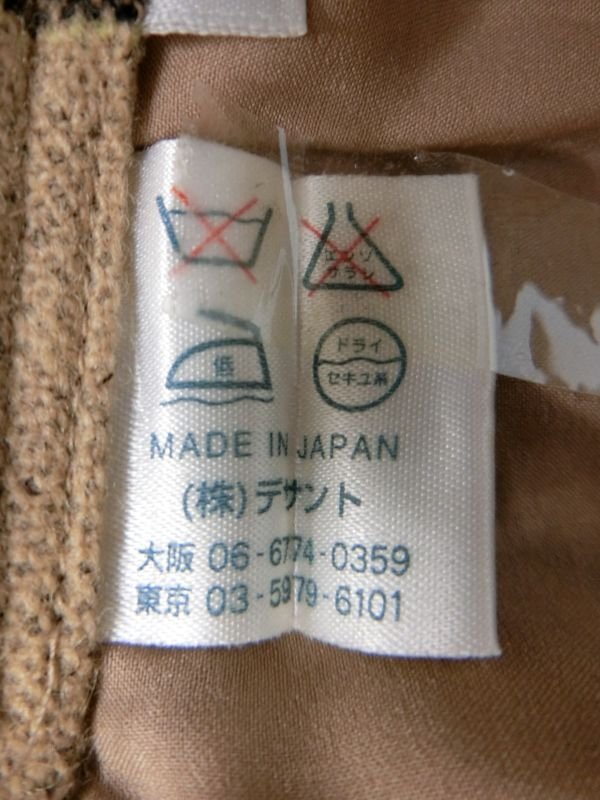 エンソ
サラシ
低
ドライ
セキユ系
MADE IN JAPAN
(株)デサント
大阪 06-6774-0359
東京 03-5979-6101